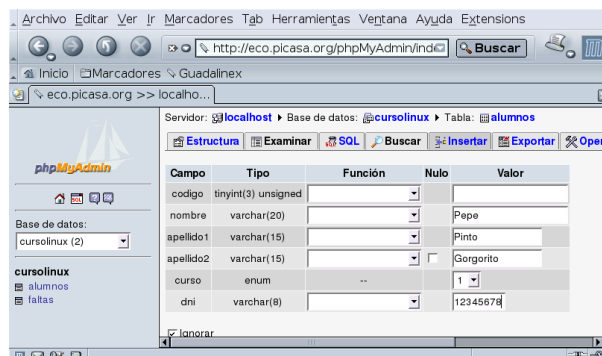 Archivo Editar Ver Ir Marcadores Tab Herramientas Ventana Ayuda Extensions
http://eco.picasa.org/phpMyAdmin/ind Buscar
Inicio Marcadores Guadalinex
eco.picasa.org >> localho...
Servidor: localhost Base de datos: cursolinux Tabla: alumnos
Estructura Examinar SQL Buscar Insertar Exportar Oper
phpMyAdmin
SQL
Base de datos:
cursolinux (2)
cursolinux
alumnos
faltas
Campo Tipo Función Nulo Valor
codigo tinyint(3) unsigned
nombre varchar(20) Pepe
apellido1 varchar(15) Pinto
apellido2 varchar(15) Gorgorito
curso enum -- 1
dni varchar(8) 12345678
Ignorar